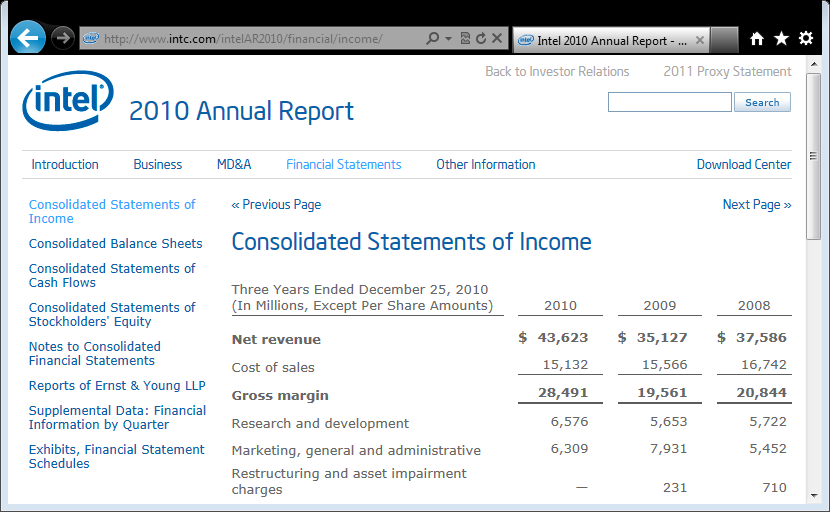 http://www.intc.com/intelAR2010/financial/income/
Intel 2010 Annual Report - ...
Back to Investor Relations 2011 Proxy Statement
intel
2010 Annual Report
Search
Introduction Business MD&A Financial Statements Other Information Download Center
Consolidated Statements of
Income
Consolidated Balance Sheets
Consolidated Statements of
Cash Flows
Consolidated Statements of
Stockholders' Equity
Notes to Consolidated
Financial Statements
Reports of Ernst & Young LLP
Supplemental Data: Financial
Information by Quarter
Exhibits, Financial Statement
Schedules
« Previous Page Next Page »
Consolidated Statements of Income
Three Years Ended December 25, 2010
(In Millions, Except Per Share Amounts) 2010 2009 2008
Net revenue $ 43,623 $ 35,127 $ 37,586
Cost of sales 15,132 15,566 16,742
Gross margin 28,491 19,561 20,844
Research and development 6,576 5,653 5,722
Marketing, general and administrative 6,309 7,931 5,452
Restructuring and asset impairment
charges — 231 710